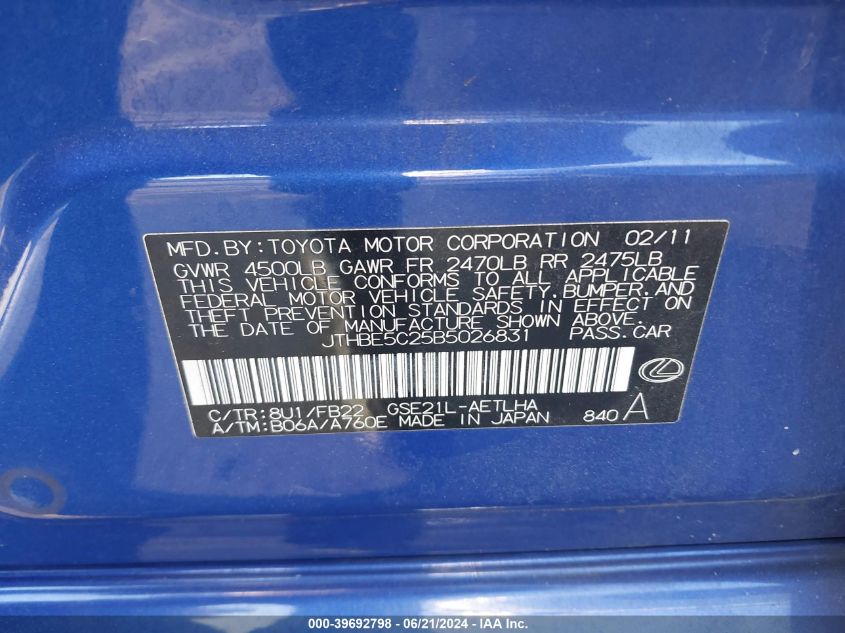 MFD. BY: TOYOTA MOTOR CORPORATION 02/11
GVWR 4500LB GAWR FR 2470LB RR 2475LB
THIS VEHICLE CONFORMS TO ALL APPLICABLE
FEDERAL MOTOR VEHICLE SAFETY, BUMPER, AND
THEFT PREVENTION STANDARDS IN EFFECT ON
THE DATE OF MANUFACTURE SHOWN ABOVE.
JTHBE5C25B5026831 PASS. CAR
C/TR: 8U1/FB22 GSE21L-AETLHA
A/TM: B06A/A760E MADE IN JAPAN 840 A
000-39692798 - 06/21/2024 - IAA Inc.